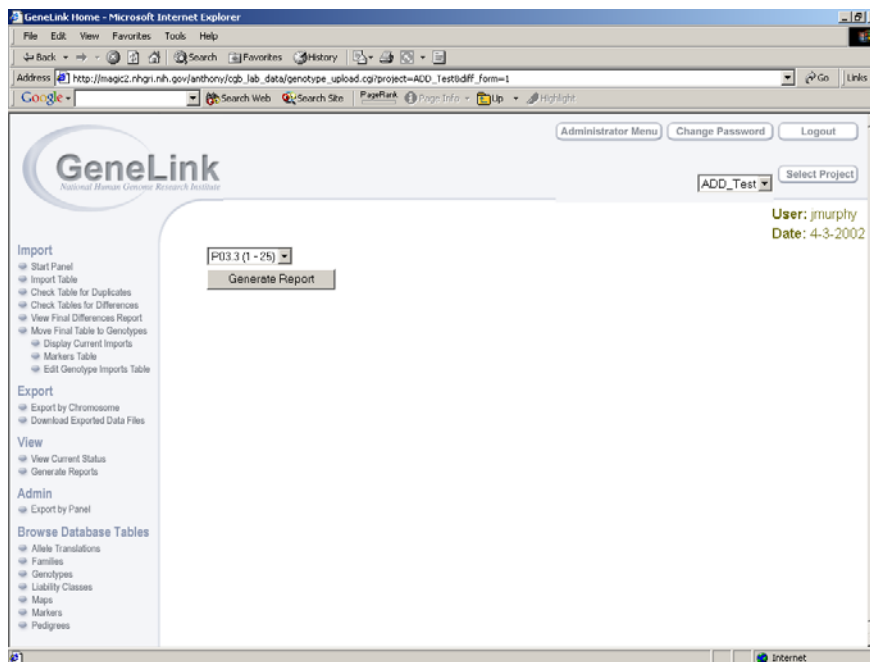 GeneLink Home - Microsoft Internet Explorer
File Edit View Favorites Tools Help
Back Search Favorites History
Address http://magic2.nhgri.nih.gov/anthony/cgb_lab_data/genotype_upload.cgi?project=ADD_Test&diff_form=1 Go Links
Google Search Web Search Site PageRank Page Info Up Highlight
Administrator Menu Change Password Logout
GeneLink
National Human Genome Research Institute
ADD_Test Select Project
User: jmurphy
Date: 4-3-2002
P03.3 (1 - 25)
Generate Report
Import
Start Panel
Import Table
Check Table for Duplicates
Check Tables for Differences
View Final Differences Report
Move Final Table to Genotypes
Display Current Imports
Markers Table
Edit Genotype Imports Table
Export
Export by Chromosome
Download Exported Data Files
View
View Current Status
Generate Reports
Admin
Export by Panel
Browse Database Tables
Allele Translations
Families
Genotypes
Liability Classes
Maps
Markers
Pedigrees
Internet